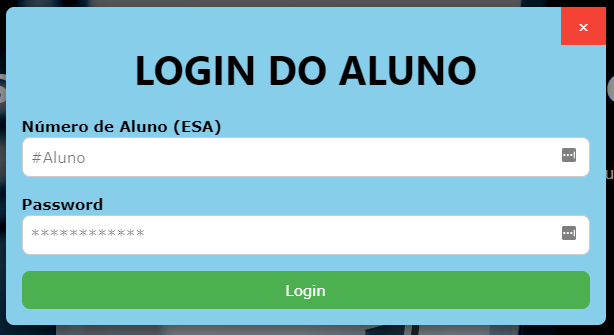 ×
LOGIN DO ALUNO
Número de Aluno (ESA)
#Aluno
Password
************
Login